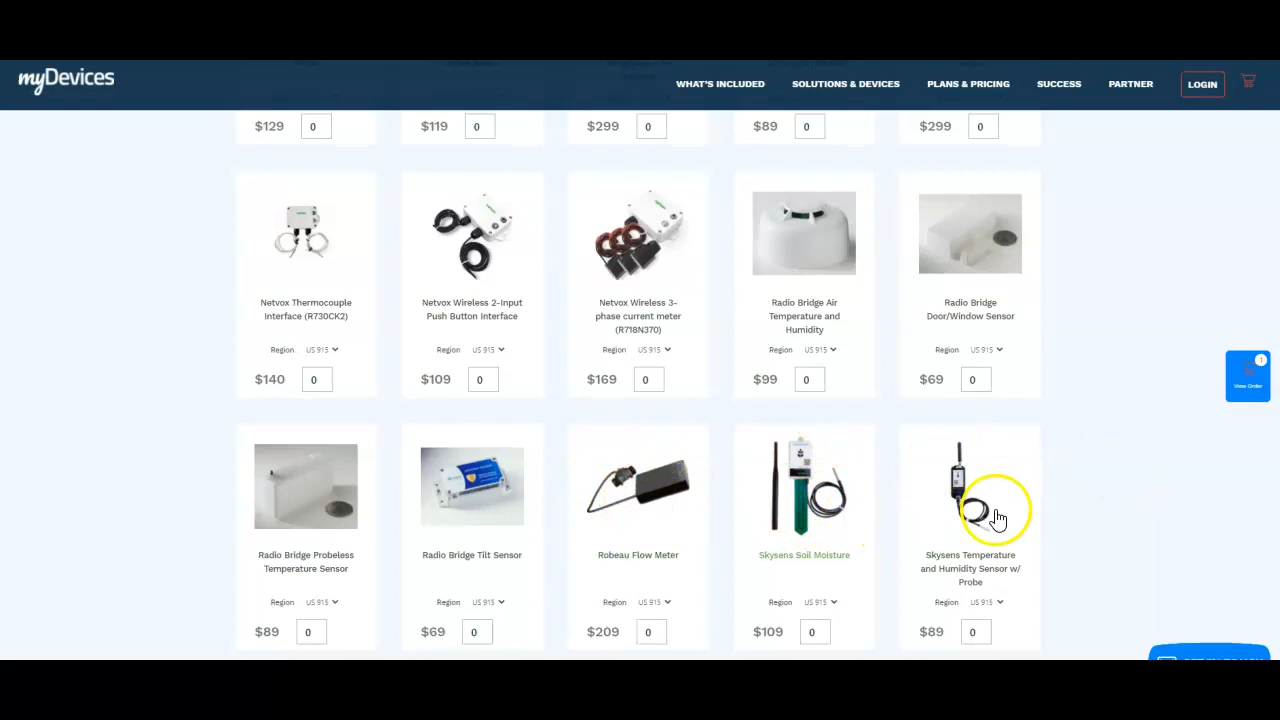 myDevices
WHAT'S INCLUDED SOLUTIONS & DEVICES PLANS & PRICING SUCCESS PARTNER LOGIN
$129 0 $119 0 $299 0 $89 0 $299 0
Netvox Thermocouple
Interface (R730CK2)
Region US 915
$140 0
Netvox Wireless 2-Input
Push Button Interface
Region US 915
$109 0
Netvox Wireless 3-
phase current meter
(R718N370)
Region US 915
$169 0
Radio Bridge Air
Temperature and
Humidity
Region US 915
$99 0
Radio Bridge
Door/Window Sensor
Region US 915
$69 0
1
View Order
Radio Bridge Probeless
Temperature Sensor
Region US 915
$89 0
Radio Bridge Tilt Sensor
Region US 915
$69 0
Robeau Flow Meter
Region US 915
$209 0
Skysens Soil Moisture
Region US 915
$109 0
Skysens Temperature
and Humidity Sensor w/
Probe
Region US 915
$89 0